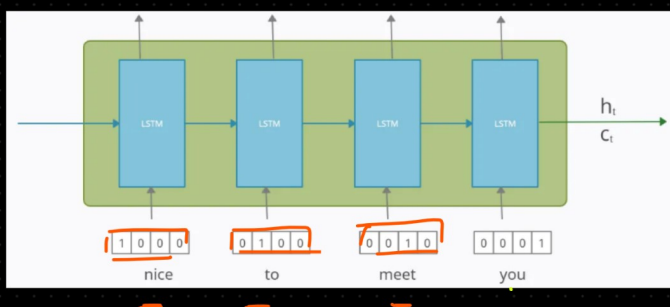 LSTM LSTM LSTM LSTM
hₜ
cₜ
1 0 0 0 0 1 0 0 0 0 1 0 0 0 0 1
nice to meet you